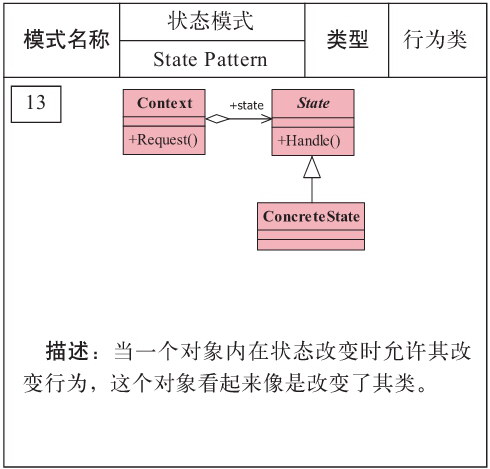 模式名称
状态模式
State Pattern
类型
行为类
13
Context
+Request()
+state
State
+Handle()
ConcreteState
描述：当一个对象内在状态改变时允许其改
变行为，这个对象看起来像是改变了其类。